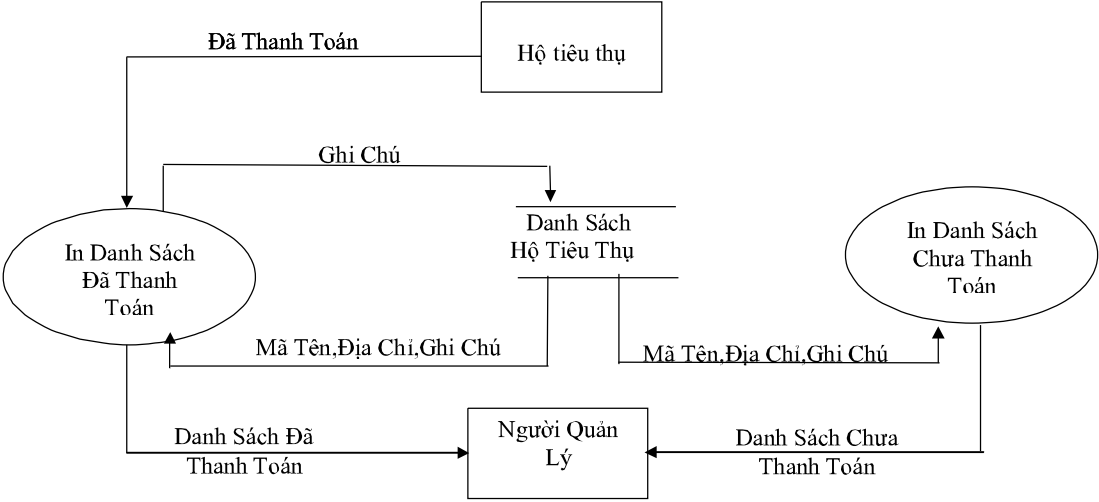 Đã Thanh Toán
Hộ tiêu thụ
Ghi Chú
Danh Sách
Hộ Tiêu Thụ
In Danh Sách
Đã Thanh
Toán
In Danh Sách
Chưa Thanh
Toán
Mã Tên,Địa Chỉ,Ghi Chú
Mã Tên,Địa Chỉ,Ghi Chú
Danh Sách Đã
Thanh Toán
Người Quản
Lý
Danh Sách Chưa
Thanh Toán